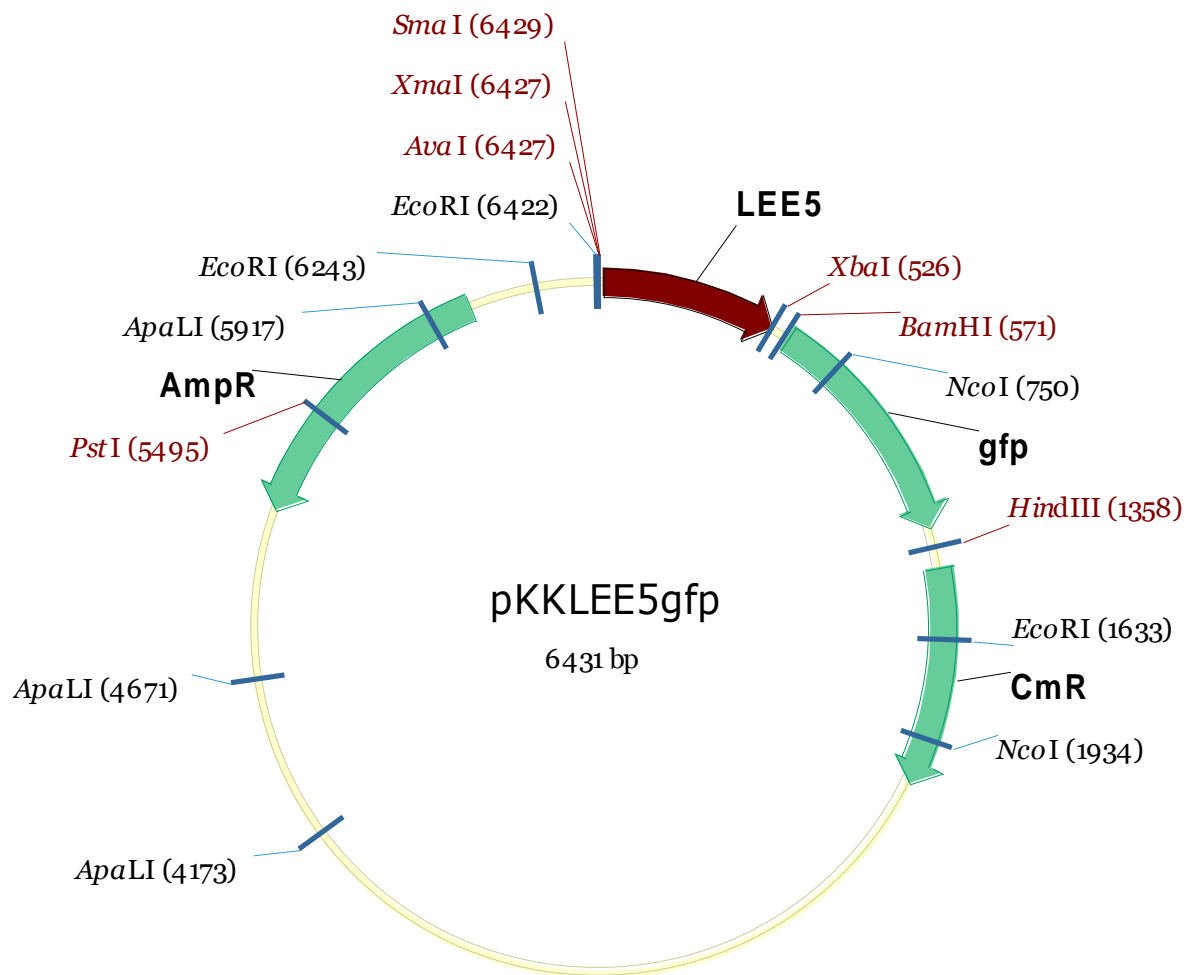 SmaI (6429)
XmaI (6427)
AvaI (6427)
EcoRI (6422)
LEE5
EcoRI (6243)
XbaI (526)
ApaLI (5917)
BamHI (571)
AmpR
NcoI (750)
PstI (5495)
gfp
HindIII (1358)
pKKLEE5gfp
6431 bp
EcoRI (1633)
ApaLI (4671)
CmR
NcoI (1934)
ApaLI (4173)